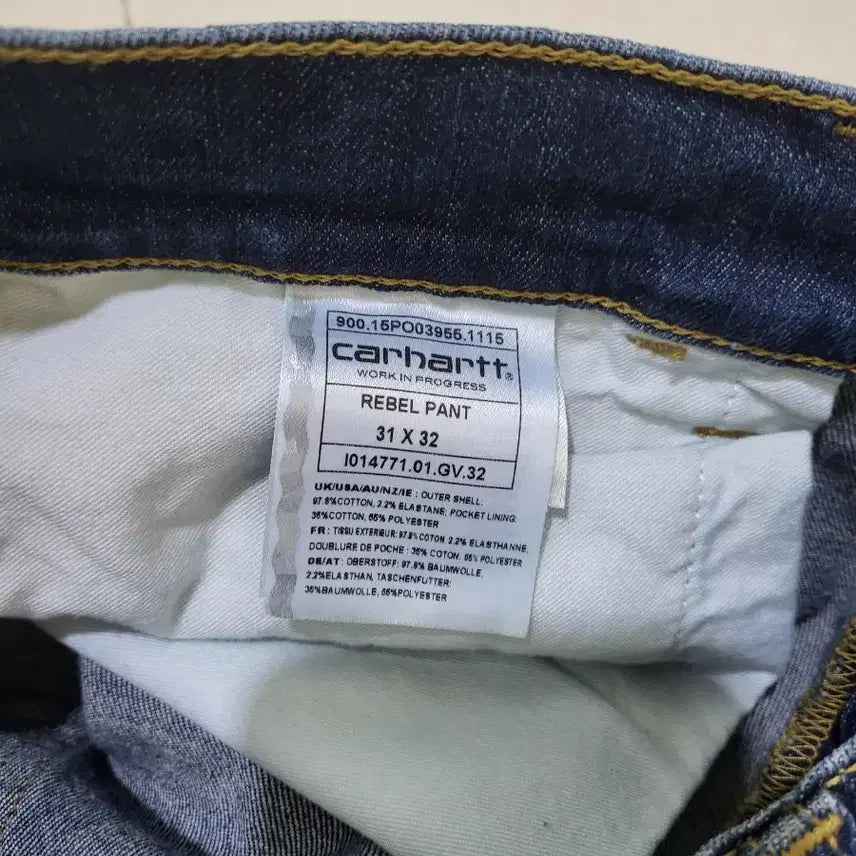 900.15PO03955.1115
carhartt®
WORK IN PROGRESS
REBEL PANT
31 X 32
I014771.01.GV.32
UK/USA/AU/NZ/IE : OUTER SHELL:
97.8%COTTON, 2.2% ELASTANE; POCKET LINING:
35%COTTON, 65% POLYESTER
FR : TISSU EXTERIEUR: 97.8% COTON 2.2% ELASTHANNE,
DOUBLURE DE POCHE : 35% COTON, 65% POLYESTER
DE/AT : OBERSTOFF: 97.8% BAUMWOLLE,
2.2%ELASTHAN, TASCHENFUTTER:
35%BAUMWOLLE, 65%POLYESTER